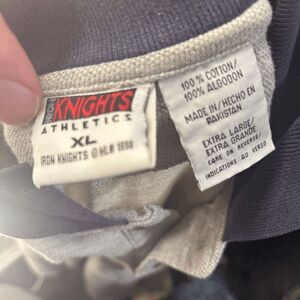 IRON
KNIGHTS
ATHLETICS
XL
IRON KNIGHTS © MLB 1998
100 % COTTON/
100% ALGODON
MADE IN/HECHO EN
PAKISTAN
EXTRA LARGE/
EXTRA GRANDE
CARE ON REVERSE/
INDICATIONS AU VERSO